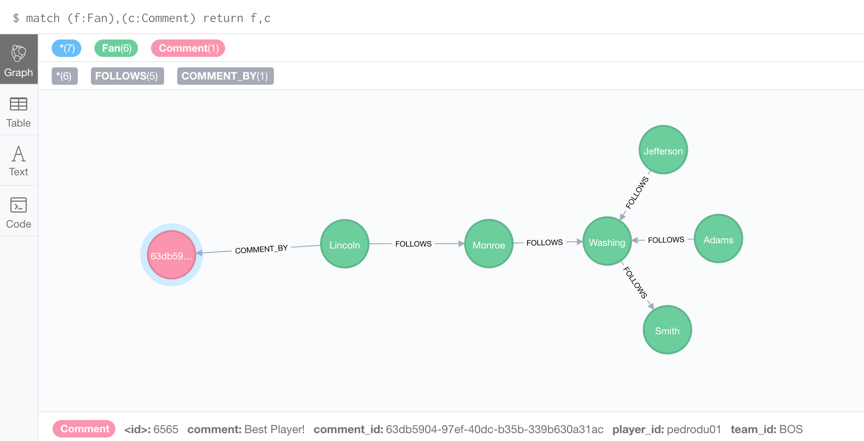 $ match (f:Fan),(c:Comment) return f,c
*(7) Fan(6) Comment(1)
*(6) FOLLOWS(5) COMMENT_BY(1)
Graph
Table
Text
Code
Jefferson
FOLLOWS
63db59...
COMMENT_BY
Lincoln
FOLLOWS
Monroe
FOLLOWS
Washing
FOLLOWS
Adams
FOLLOWS
Smith
Comment <id>: 6565 comment: Best Player! comment_id: 63db5904-97ef-40dc-b35b-339b630a31ac player_id: pedrodu01 team_id: BOS